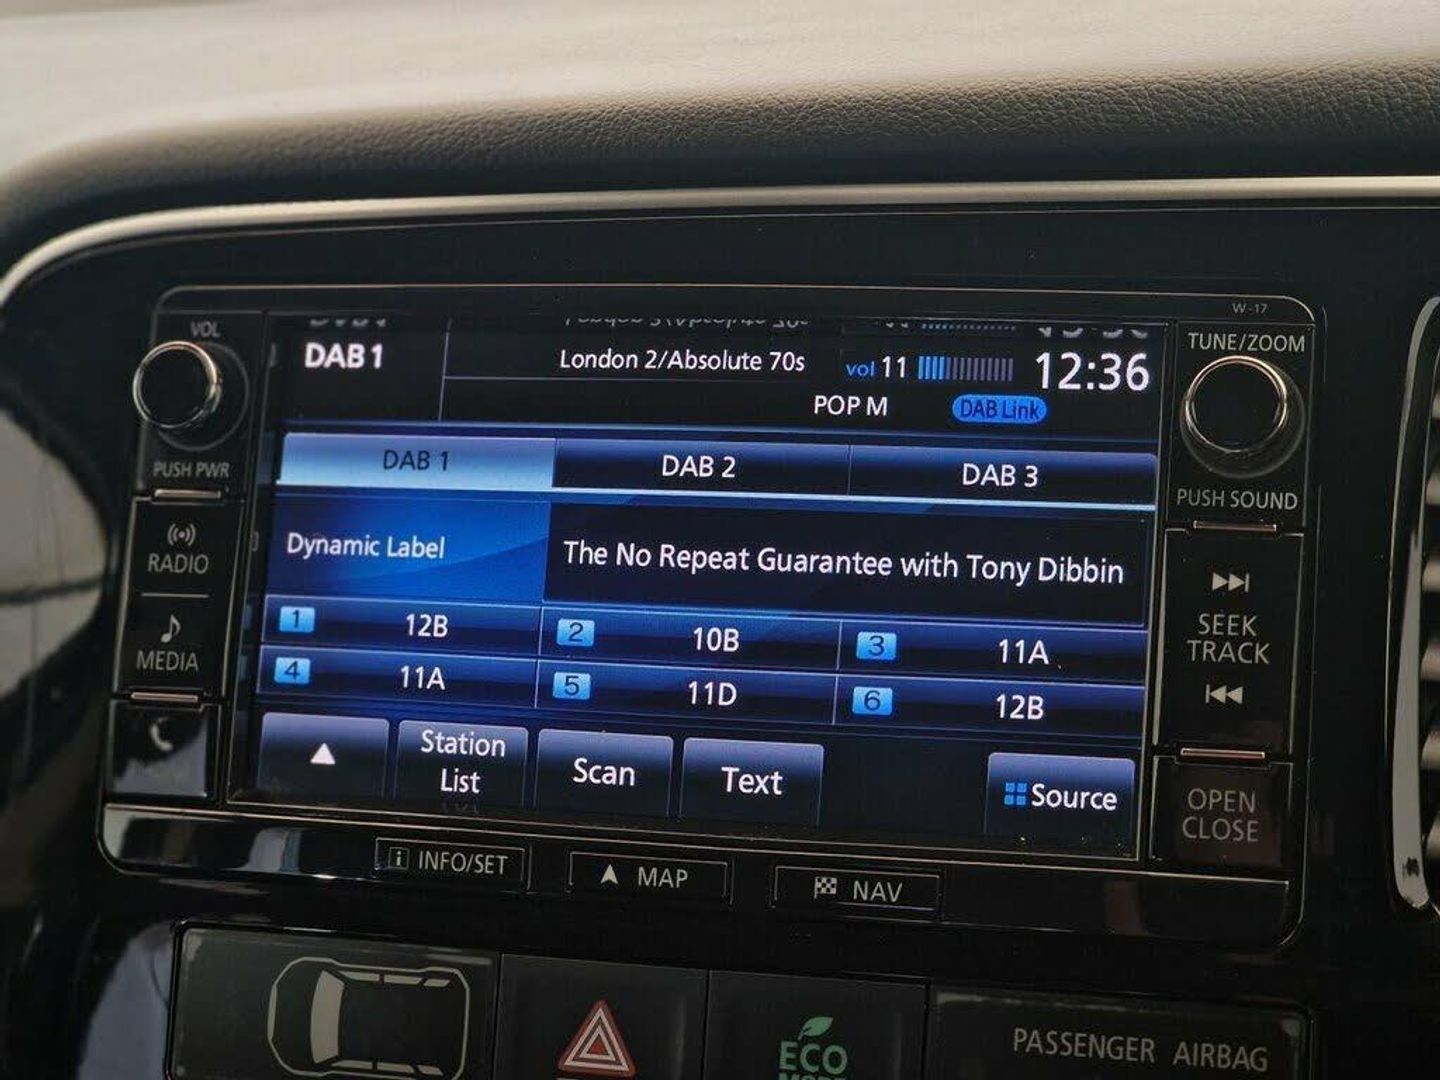 W-17
VOL
TUNE/ZOOM
DAB1
London 2/Absolute 70s
vol 11
12:36
POP M
DAB Link
PUSH PWR
PUSH SOUND
DAB 1
DAB 2
DAB 3
RADIO
Dynamic Label
The No Repeat Guarantee with Tony Dibbin
1 12B
2 10B
3 11A
SEEK
TRACK
MEDIA
4 11A
5 11D
6 12B
Station
List
Scan
Text
Source
OPEN
CLOSE
i INFO/SET
MAP
NAV
ECO
PASSENGER AIRBAG